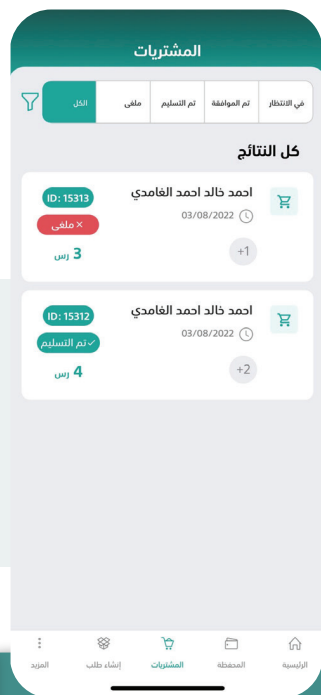 المشتريات
في الانتظار تم الموافقة تم التسليم ملغى الكل
كل النتائج
احمد خالد احمد الغامدي ID: 15313
03/08/2022 ملغى ×
+1 3 رس
احمد خالد احمد الغامدي ID: 15312
03/08/2022 تم التسليم ✓
+2 4 رس
الرئيسية المحفظة المشتريات إنشاء طلب المزيد